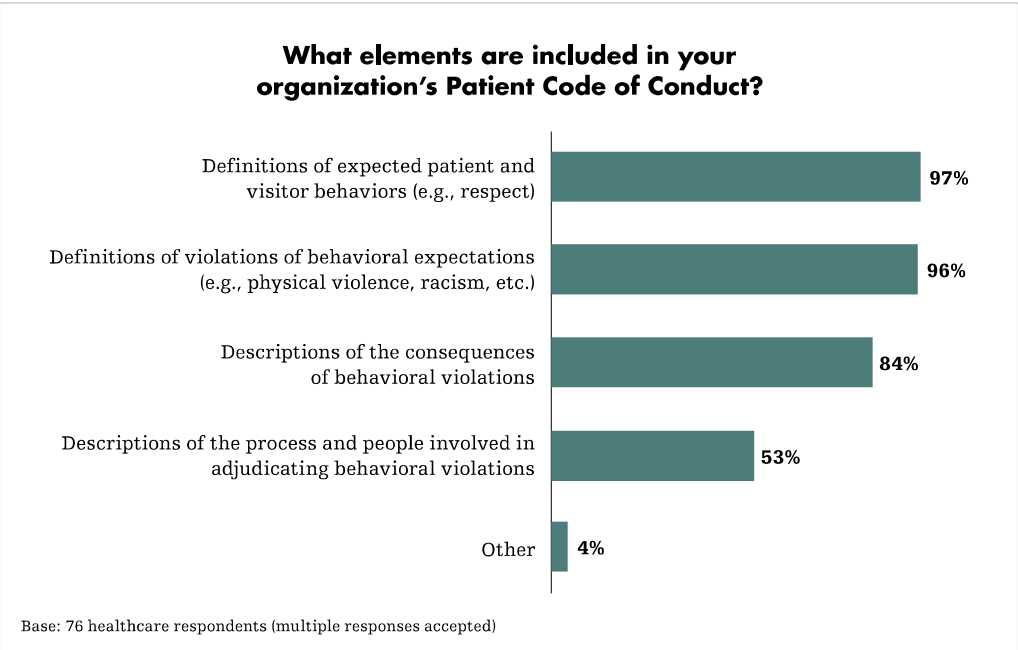 What elements are included in your
organization's Patient Code of Conduct?
Definitions of expected patient and
visitor behaviors (e.g., respect)
97%
Definitions of violations of behavioral expectations
(e.g., physical violence, racism, etc.)
96%
Descriptions of the consequences
of behavioral violations
84%
Descriptions of the process and people involved in
adjudicating behavioral violations
53%
Other
4%
Base: 76 healthcare respondents (multiple responses accepted)